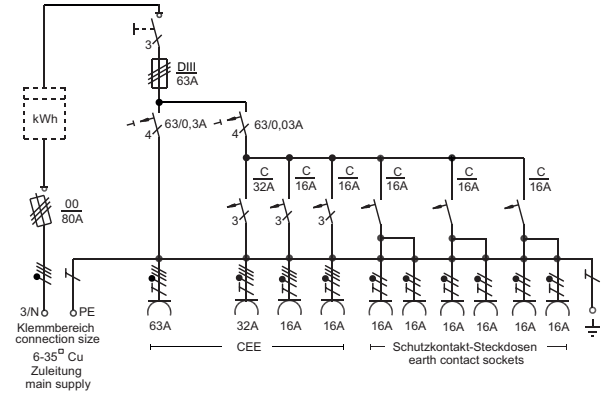 3
DIII
63A
kWh
4
63/0,3A
4
63/0,03A
C
32A
C
16A
C
16A
C
16A
C
16A
C
16A
00
80A
3
3
3
3/N
PE
63A
32A
16A
16A
16A
16A
16A
16A
16A
16A
Klemmbereich
connection size
6-35□ Cu
Zuleitung
main supply
CEE
Schutzkontakt-Steckdosen
earth contact sockets